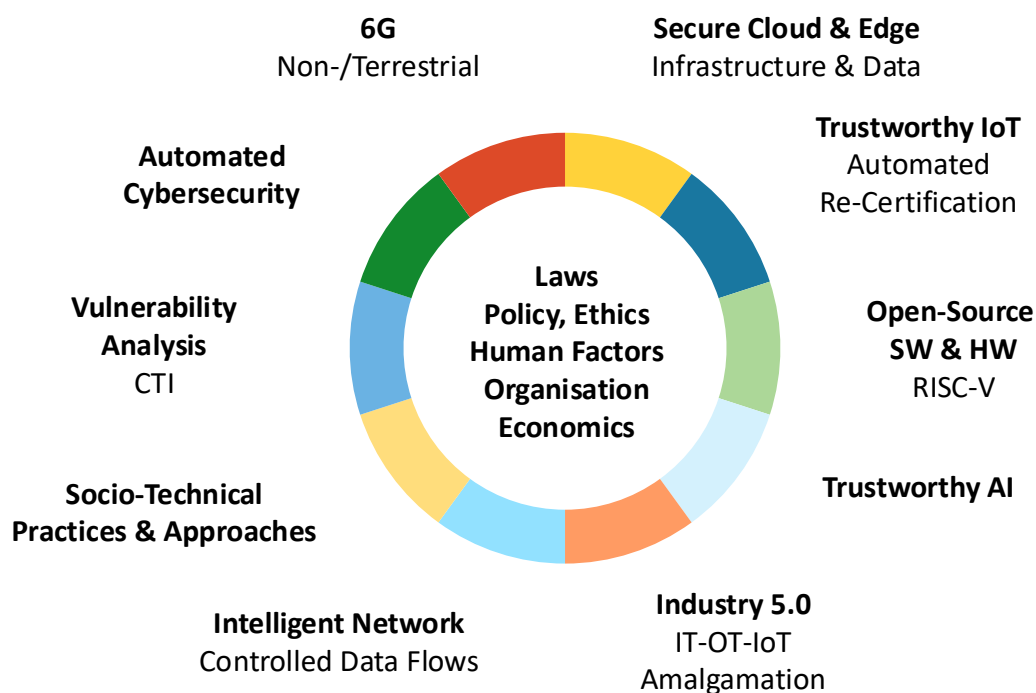 6G
Non-/Terrestrial
Secure Cloud & Edge
Infrastructure & Data
Trustworthy IoT
Automated
Re-Certification
Open-Source
SW & HW
RISC-V
Trustworthy AI
Industry 5.0
IT-OT-IoT
Amalgamation
Intelligent Network
Controlled Data Flows
Socio-Technical
Practices & Approaches
Vulnerability
Analysis
CTI
Automated
Cybersecurity
Laws
Policy, Ethics
Human Factors
Organisation
Economics